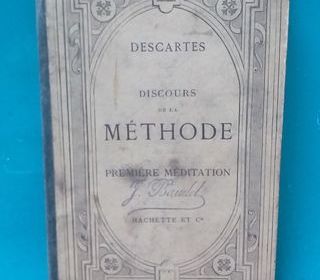 DESCARTES
DISCOURS
DE LA
MÉTHODE
PREMIÈRE MÉDITATION
HACHETTE ET Cie